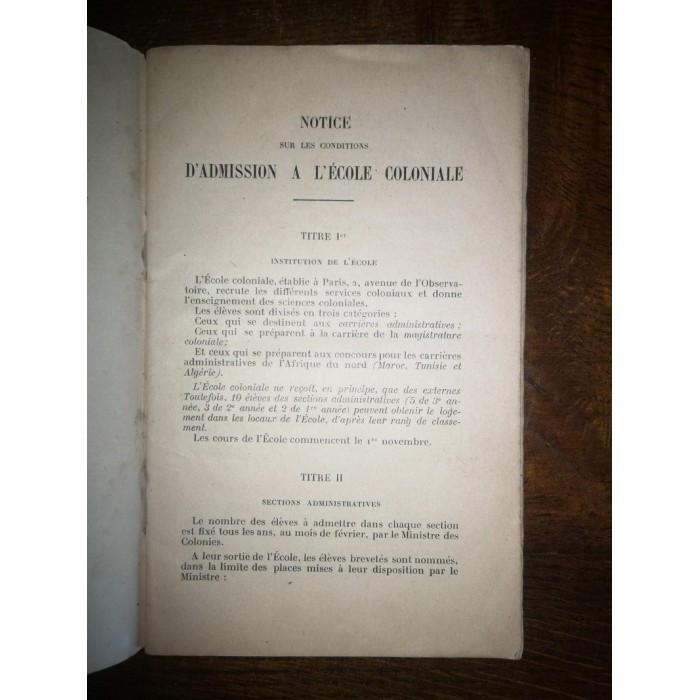 NOTICE
SUR LES CONDITIONS
D'ADMISSION A L'ÉCOLE COLONIALE
TITRE Ier
INSTITUTION DE L'ÉCOLE
L'École coloniale, établie à Paris, 2, avenue de l'Observa-
toire, recrute les différents services coloniaux et donne
l'enseignement des sciences coloniales.
Les élèves sont divisés en trois catégories :
Ceux qui se destinent aux carrières administratives ;
Ceux qui se préparent à la carrière de la magistrature
coloniale;
Et ceux qui se préparent aux concours pour les carrières
administratives de l'Afrique du nord (Maroc, Tunisie et
Algérie).
L'École coloniale ne reçoit, en principe, que des externes
Toutefois, 10 élèves des sections administratives (5 de 3e an-
née, 3 de 2e année et 2 de 1re année) peuvent obtenir le loge-
ment dans les locaux de l'École, d'après leur rang de classe-
ment.
Les cours de l'École commencent le 1er novembre.
TITRE II
SECTIONS ADMINISTRATIVES
Le nombre des élèves à admettre dans chaque section
est fixé tous les ans, au mois de février, par le Ministre des
Colonies.
A leur sortie de l'École, les élèves brevetés sont nommés,
dans la limite des places mises à leur disposition par le
Ministre :